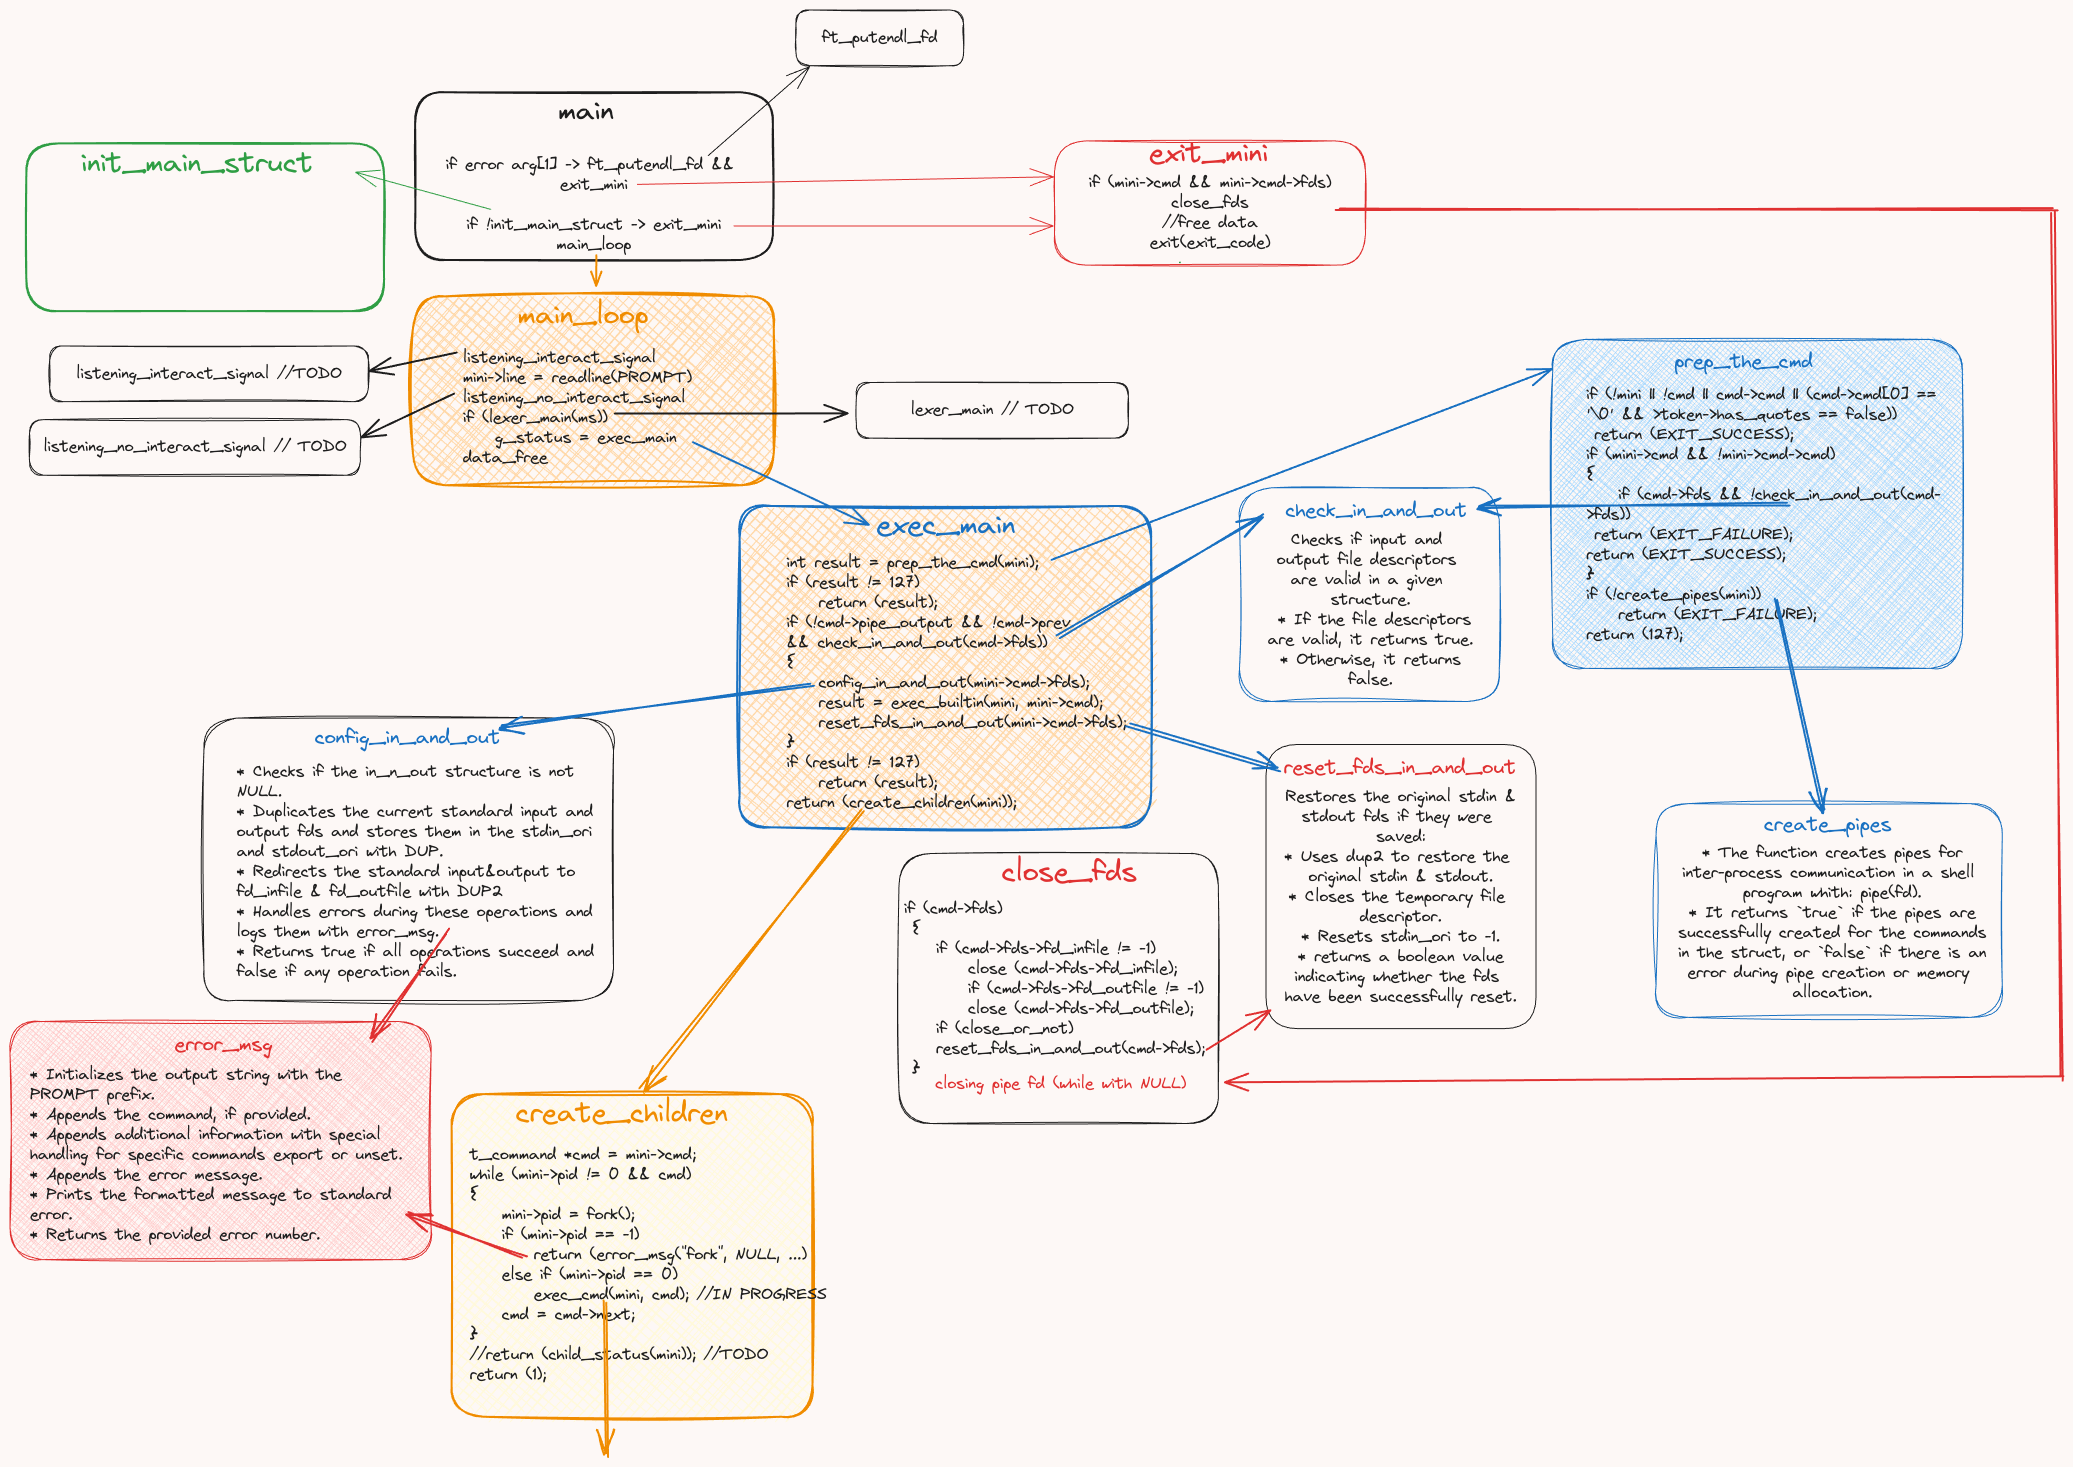 ft_putendl_fd
main
if error arg[1] -> ft_putendl_fd &&
exit_mini
if !init_main_struct -> exit_mini
main_loop
init_main_struct
exit_mini
if (mini->cmd && mini->cmd->fds)
close_fds
//free data
exit(exit_code)
.
main_loop
listening_interact_signal
mini->line = readline(PROMPT)
listening_no_interact_signal
if (lexer_main(ms))
g_status = exec_main
data_free
listening_interact_signal //TODO
listening_no_interact_signal // TODO
lexer_main // TODO
prep_the_cmd
if (!mini || !cmd || cmd->cmd || (cmd->cmd[0] ==
'\0' && >token->has_quotes == false))
return (EXIT_SUCCESS);
if (mini->cmd && !mini->cmd->cmd)
{
if (cmd->fds && !check_in_and_out(cmd-
>fds))
return (EXIT_FAILURE);
return (EXIT_SUCCESS);
}
if (!create_pipes(mini))
return (EXIT_FAILURE);
return (127);
exec_main
int result = prep_the_cmd(mini);
if (result != 127)
return (result);
if (!cmd->pipe_output && !cmd->prev
&& check_in_and_out(cmd->fds))
{
config_in_and_out(mini->cmd->fds);
result = exec_builtin(mini, mini->cmd);
reset_fds_in_and_out(mini->cmd->fds);
}
if (result != 127)
return (result);
return (create_children(mini));
check_in_and_out
Checks if input and
output file descriptors
are valid in a given
structure.
* If the file descriptors
are valid, it returns true.
* Otherwise, it returns
false.
config_in_and_out
* Checks if the in_n_out structure is not
NULL.
* Duplicates the current standard input and
output fds and stores them in the stdin_ori
and stdout_ori with DUP.
* Redirects the standard input&output to
fd_infile & fd_outfile with DUP2
* Handles errors during these operations and
logs them with error_msg.
* Returns true if all operations succeed and
false if any operation fails.
reset_fds_in_and_out
Restores the original stdin &
stdout fds if they were
saved:
* Uses dup2 to restore the
original stdin & stdout.
* Closes the temporary file
descriptor.
* Resets stdin_ori to -1.
* returns a boolean value
indicating whether the fds
have been successfully reset.
create_pipes
* The function creates pipes for
inter-process communication in a shell
program whith: pipe(fd).
* It returns `true` if the pipes are
successfully created for the commands
in the struct, or `false` if there is an
error during pipe creation or memory
allocation.
close_fds
if (cmd->fds)
{
if (cmd->fds->fd_infile != -1)
close (cmd->fds->fd_infile);
if (cmd->fds->fd_outfile != -1)
close (cmd->fds->fd_outfile);
if (close_or_not)
reset_fds_in_and_out(cmd->fds);
}
closing pipe fd (while with NULL)
error_msg
* Initializes the output string with the
PROMPT prefix.
* Appends the command, if provided.
* Appends additional information with special
handling for specific commands export or unset.
* Appends the error message.
* Prints the formatted message to standard
error.
* Returns the provided error number.
create_children
t_command *cmd = mini->cmd;
while (mini->pid != 0 && cmd)
{
mini->pid = fork();
if (mini->pid == -1)
return (error_msg("fork", NULL, ...)
else if (mini->pid == 0)
exec_cmd(mini, cmd); //IN PROGRESS
cmd = cmd->next;
}
//return (child_status(mini)); //TODO
return (1);